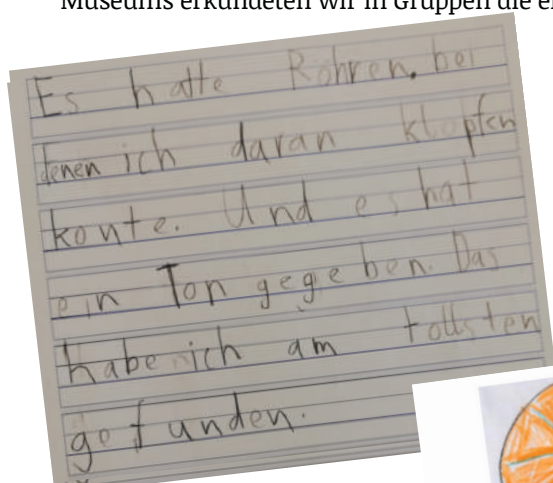 Museums erkundeten wir in Gruppen die
Es hatte Röhren. bei
denen ich daran klopfen
konte. Und es hat
ein Ton gegeben. Das
habe ich am tollsten
gefunden.